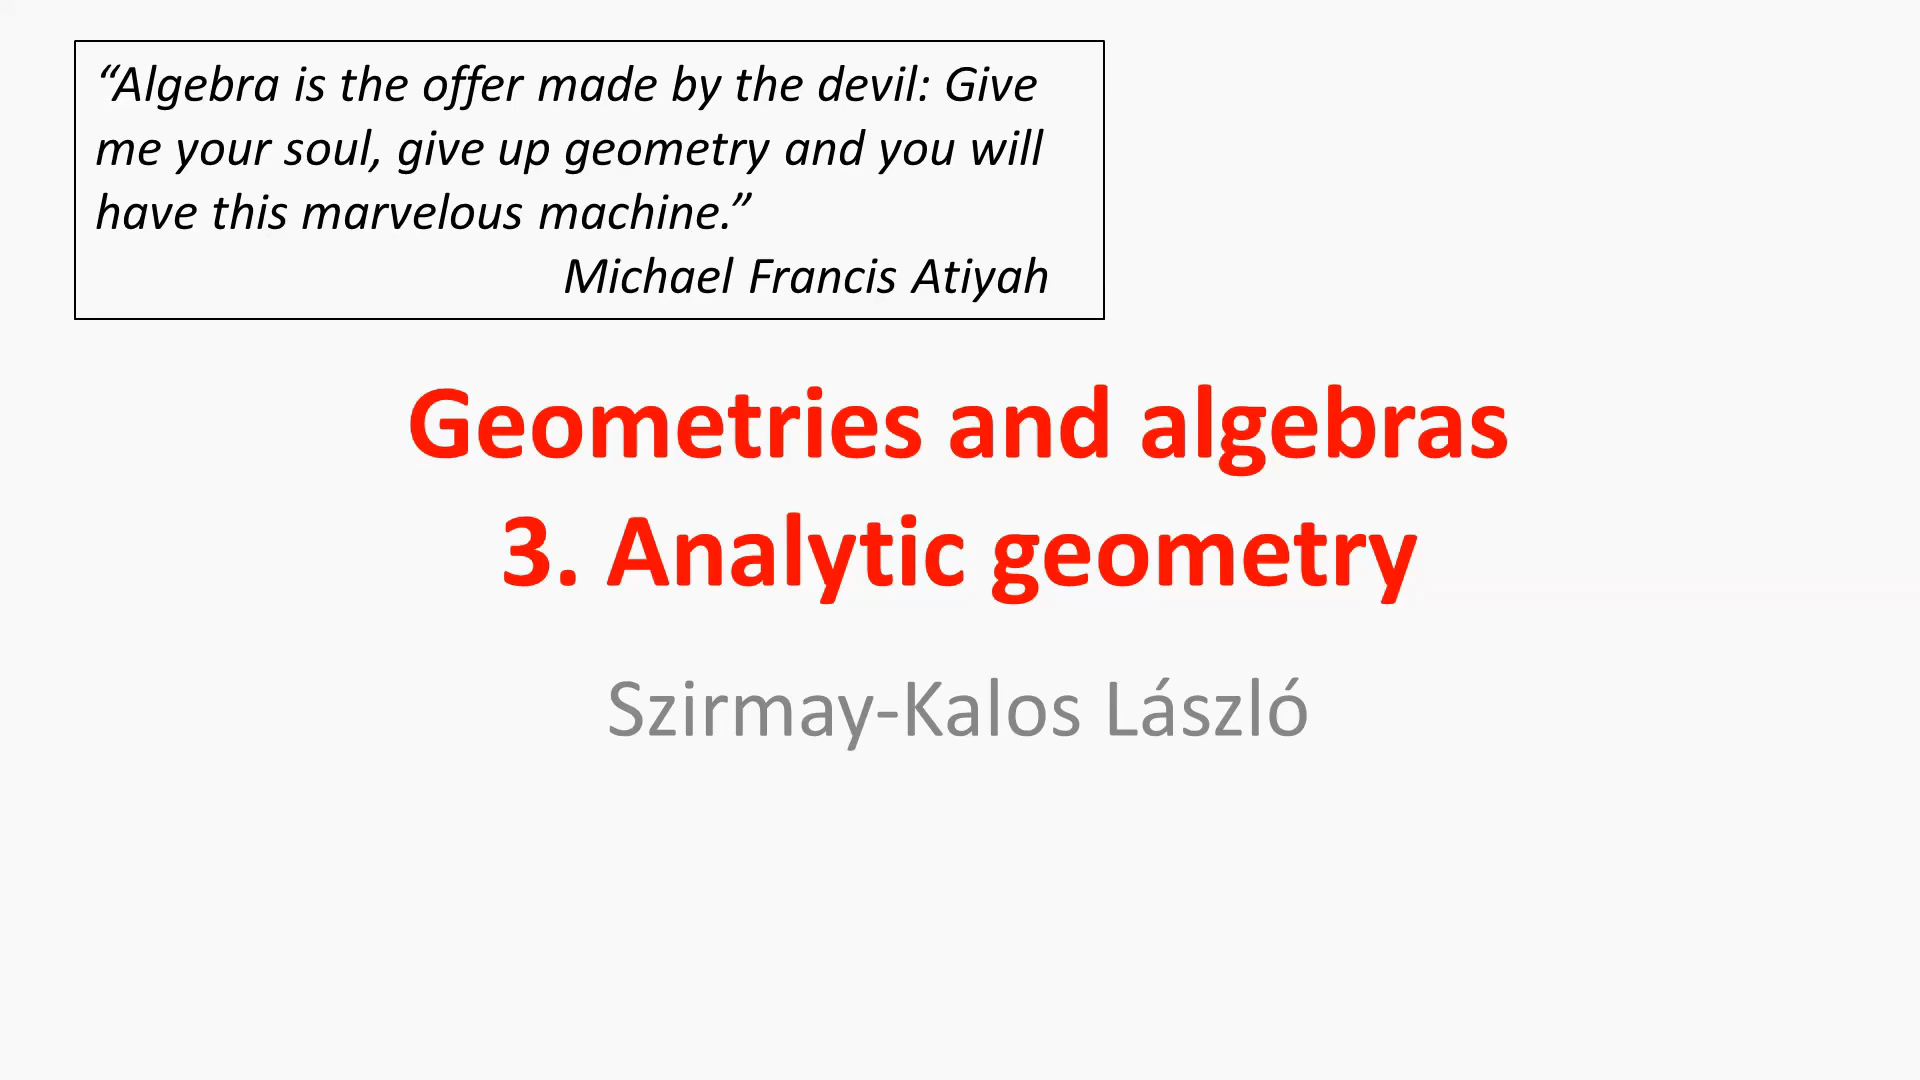 “Algebra is the offer made by the devil: Give
me your soul, give up geometry and you will
have this marvelous machine.”
Michael Francis Atiyah
Geometries and algebras
3. Analytic geometry
Szirmay-Kalos László